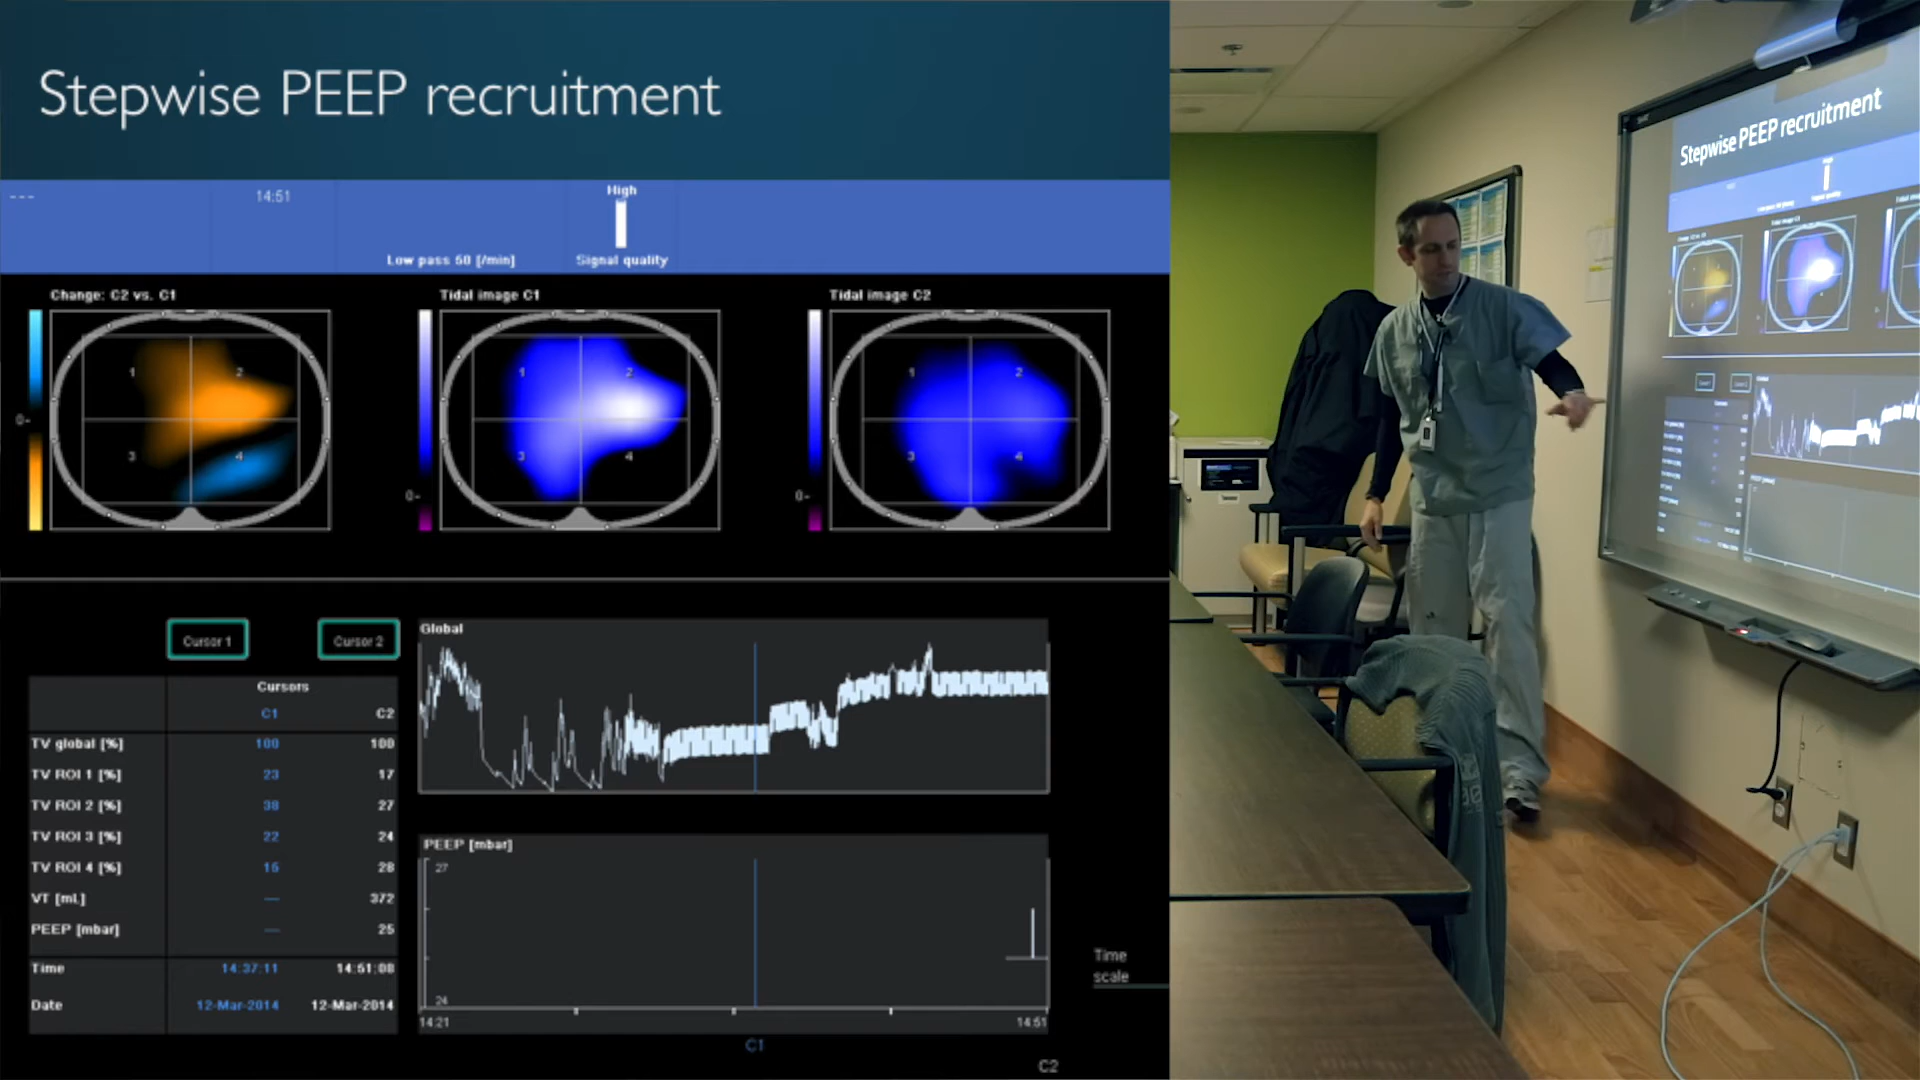 Stepwise PEEP recruitment
---
14:51
High
Low pass 50 [/min]
Signal quality
Change: C2 vs. C1
Tidal image C1
Tidal image C2
0-
1
2
3
4
0-
1
2
3
4
0-
1
2
3
4
Cursor 1
Cursor 2
Cursors
C1 C2
TV global [%] 100 100
TV ROI 1 [%] 23 17
TV ROI 2 [%] 38 27
TV ROI 3 [%] 22 24
TV ROI 4 [%] 16 28
VT [mL] --- 372
PEEP [mbar] --- 25
Time 14:37:11 14:51:08
Date 12-Mar-2014 12-Mar-2014
Global
PEEP [mbar]
27
24
14:21
14:51
C1
C2
Time
scale
Stepwise PEEP recruitment